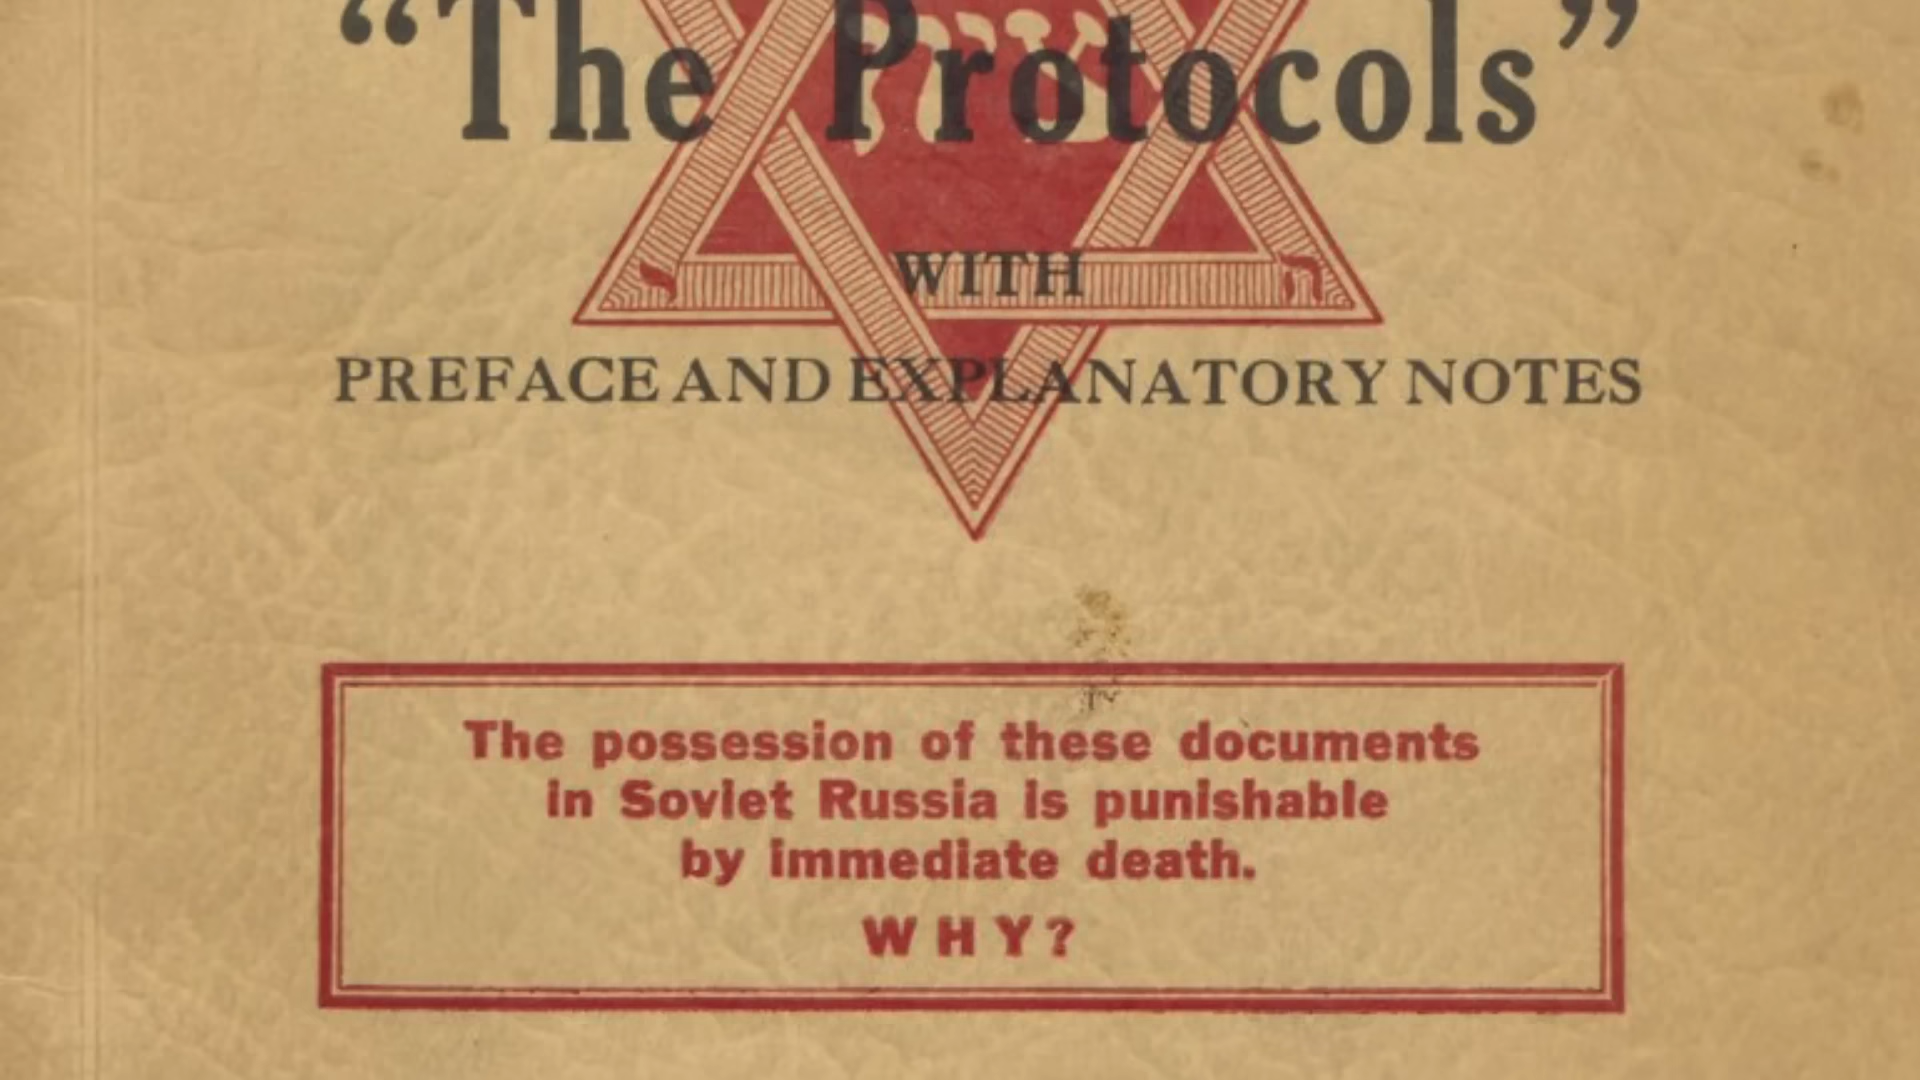 “The Protocols”
WITH
PREFACE AND EXPLANATORY NOTES
The possession of these documents
in Soviet Russia is punishable
by immediate death.
WHY?